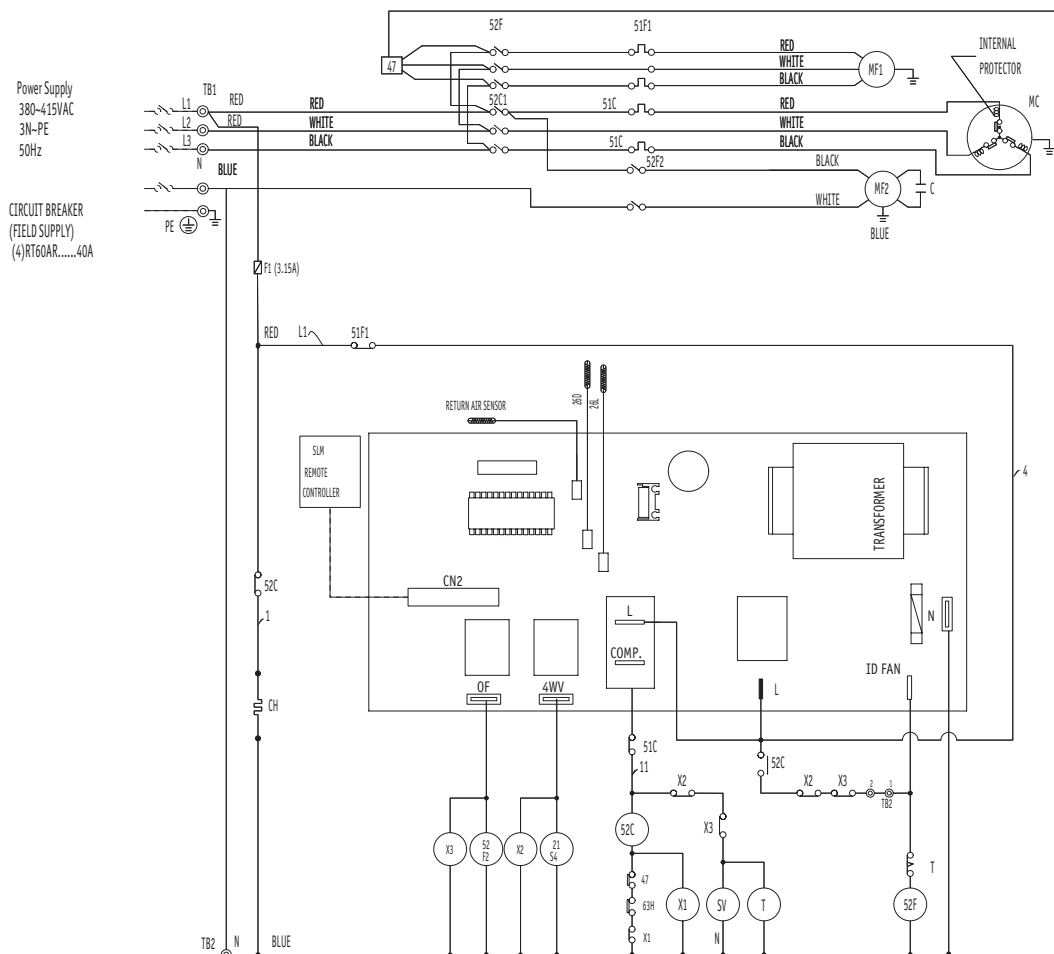 52F
51F1
INTERNAL
PROTECTOR
RED
WHITE
BLACK
47
MF1
MC
Power Supply
380~415VAC
3N~PE
50Hz
TB1
L1
L2
L3
N
RED
RED
RED
WHITE
BLACK
BLUE
52C1
51C
51C
RED
WHITE
BLACK
52F2
BLACK
WHITE
MF2
C
BLUE
CIRCUIT BREAKER
(FIELD SUPPLY)
(4)RT60AR......40A
PE
F1 (3.15A)
RED
L1
51F1
26D
26L
RETURN AIR SENSOR
SLM
REMOTE
CONTROLLER
TRANSFORMER
4
52C
1
CN2
L
COMP.
N
ID FAN
OF
4WV
L
CH
51C
11
52C
X2
X3
X2
X3
2
1
TB2
X3
52
F2
X2
21
S4
52C
47
63H
X1
X1
SV
N
T
T
52F
TB2
N
BLUE